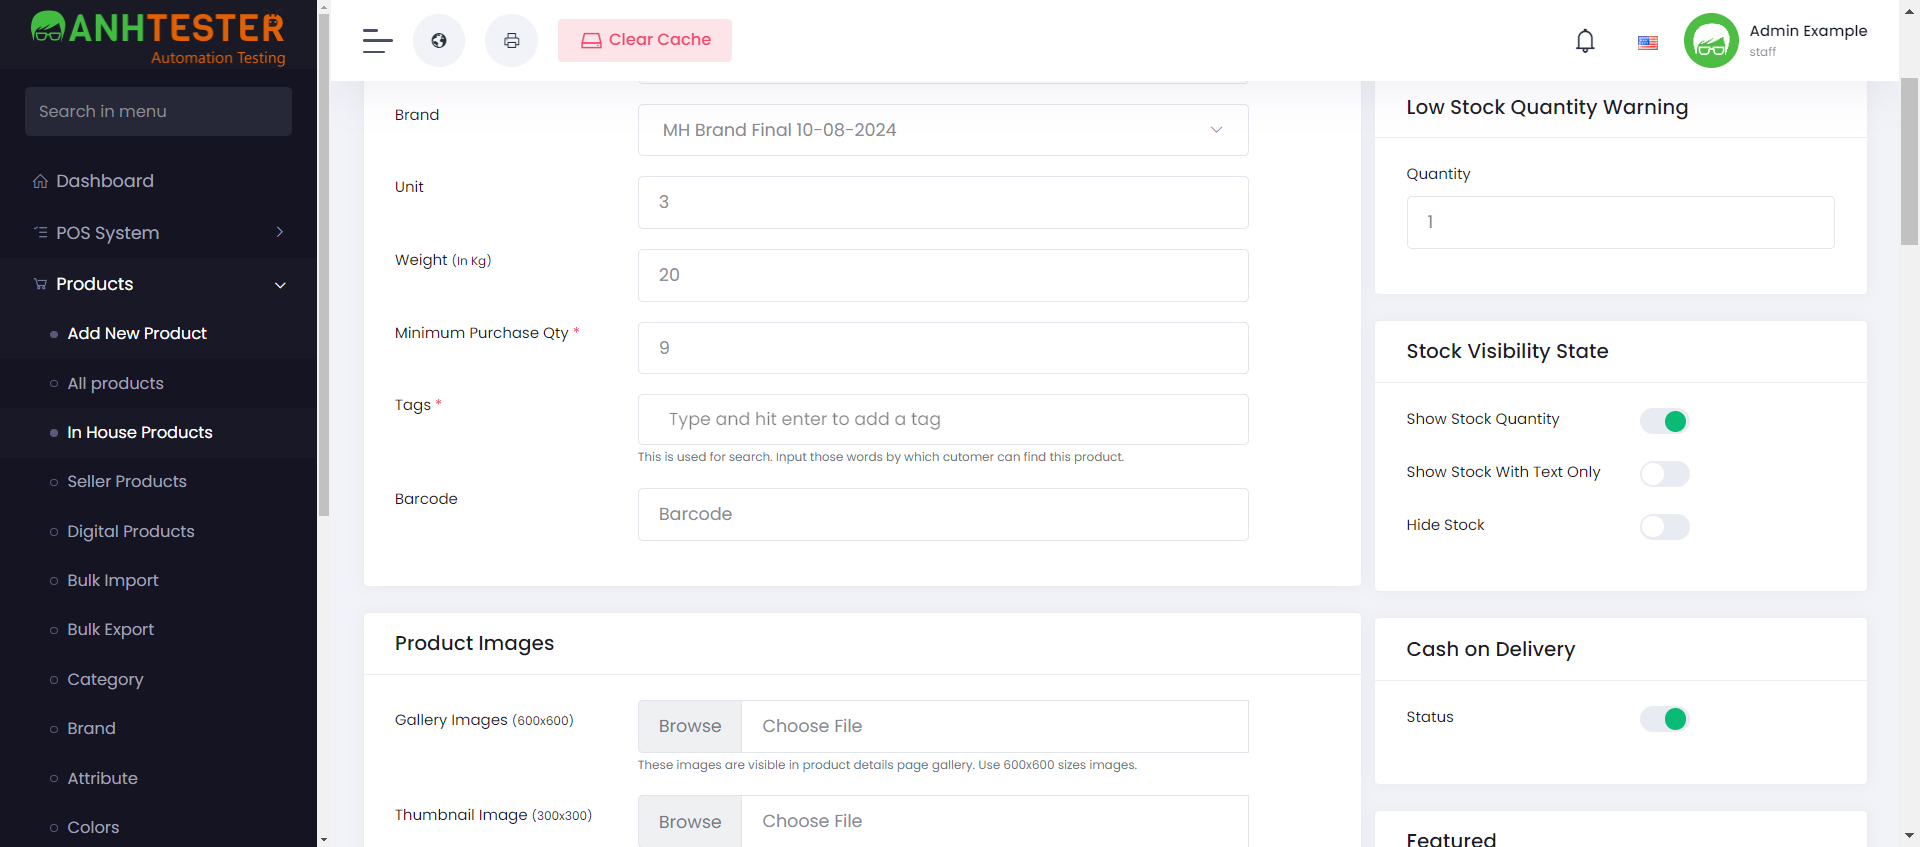 ANHTESTER
Automation Testing
Search in menu
Dashboard
POS System
Products
Add New Product
All products
In House Products
Seller Products
Digital Products
Bulk Import
Bulk Export
Category
Brand
Attribute
Colors
Clear Cache
Admin Example
staff
Brand
MH Brand Final 10-08-2024
Unit
3
Weight (In Kg)
20
Minimum Purchase Qty *
9
Tags *
Type and hit enter to add a tag
This is used for search. Input those words by which cutomer can find this product.
Barcode
Barcode
Product Images
Gallery Images (600x600)
Browse
Choose File
These images are visible in product details page gallery. Use 600x600 sizes images.
Thumbnail Image (300x300)
Browse
Choose File
Low Stock Quantity Warning
Quantity
1
Stock Visibility State
Show Stock Quantity
Show Stock With Text Only
Hide Stock
Cash on Delivery
Status
Featured